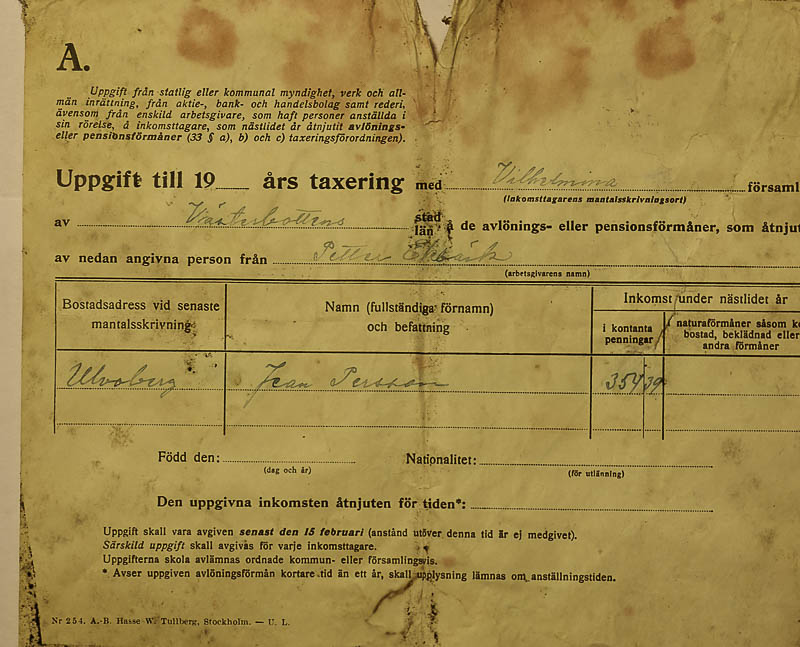 A.
Uppgift från statlig eller kommunal myndighet, verk och all-
män inrättning, från aktie-, bank- och handelsbolag samt rederi,
ävensom från enskild arbetsgivare, som haft personer anställda i
sin rörelse, å inkomsttagare, som nästlidet år åtnjutit avlönings-
eller pensionsförmåner (33 § a), b) och c) taxeringsförordningen).
Uppgift till 19 års taxering med Vilhelmina församl
(Inkomsttagarens mantalsskrivningsort)
av Västerbottens stad län å de avlönings- eller pensionsförmåner, som åtnju
av nedan angivna person från Petter
(arbetsgivarens namn)
Bostadsadress vid senaste mantalsskrivning
Namn (fullständiga förnamn) och befattning
Inkomst under nästlidet år
i kontanta penningar
naturaförmåner såsom ko
bostad, beklädnad eller
andra förmåner
Ulvoberg Jean Persson 354 39
Född den: Nationalitet:
(dag och år) (för utlänning)
Den uppgivna inkomsten åtnjuten för tiden*:
Uppgift skall vara avgiven senast den 15 februari (anstånd utöver denna tid är ej medgivet).
Särskild uppgift skall avgivas för varje inkomsttagare.
Uppgifterna skola avlämnas ordnade kommun- eller församlingsvis.
* Avser uppgiven avlöningsförmån kortare tid än ett år, skall upplysning lämnas om anställningstiden.
Nr 254. A.-B. Hasse W. Tullberg, Stockholm. — U. L.